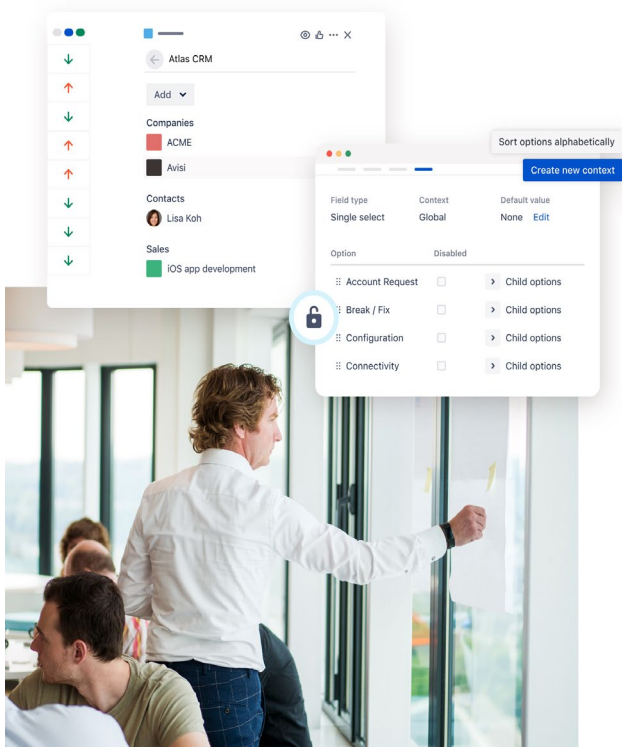 Atlas CRM
Add
Companies
ACME
Avisi
Contacts
Lisa Koh
Sales
iOS app development
Sort options alphabetically
Create new context
Field type Context Default value
Single select Global None Edit
Option Disabled
Account Request Child options
Break / Fix Child options
Configuration Child options
Connectivity Child options